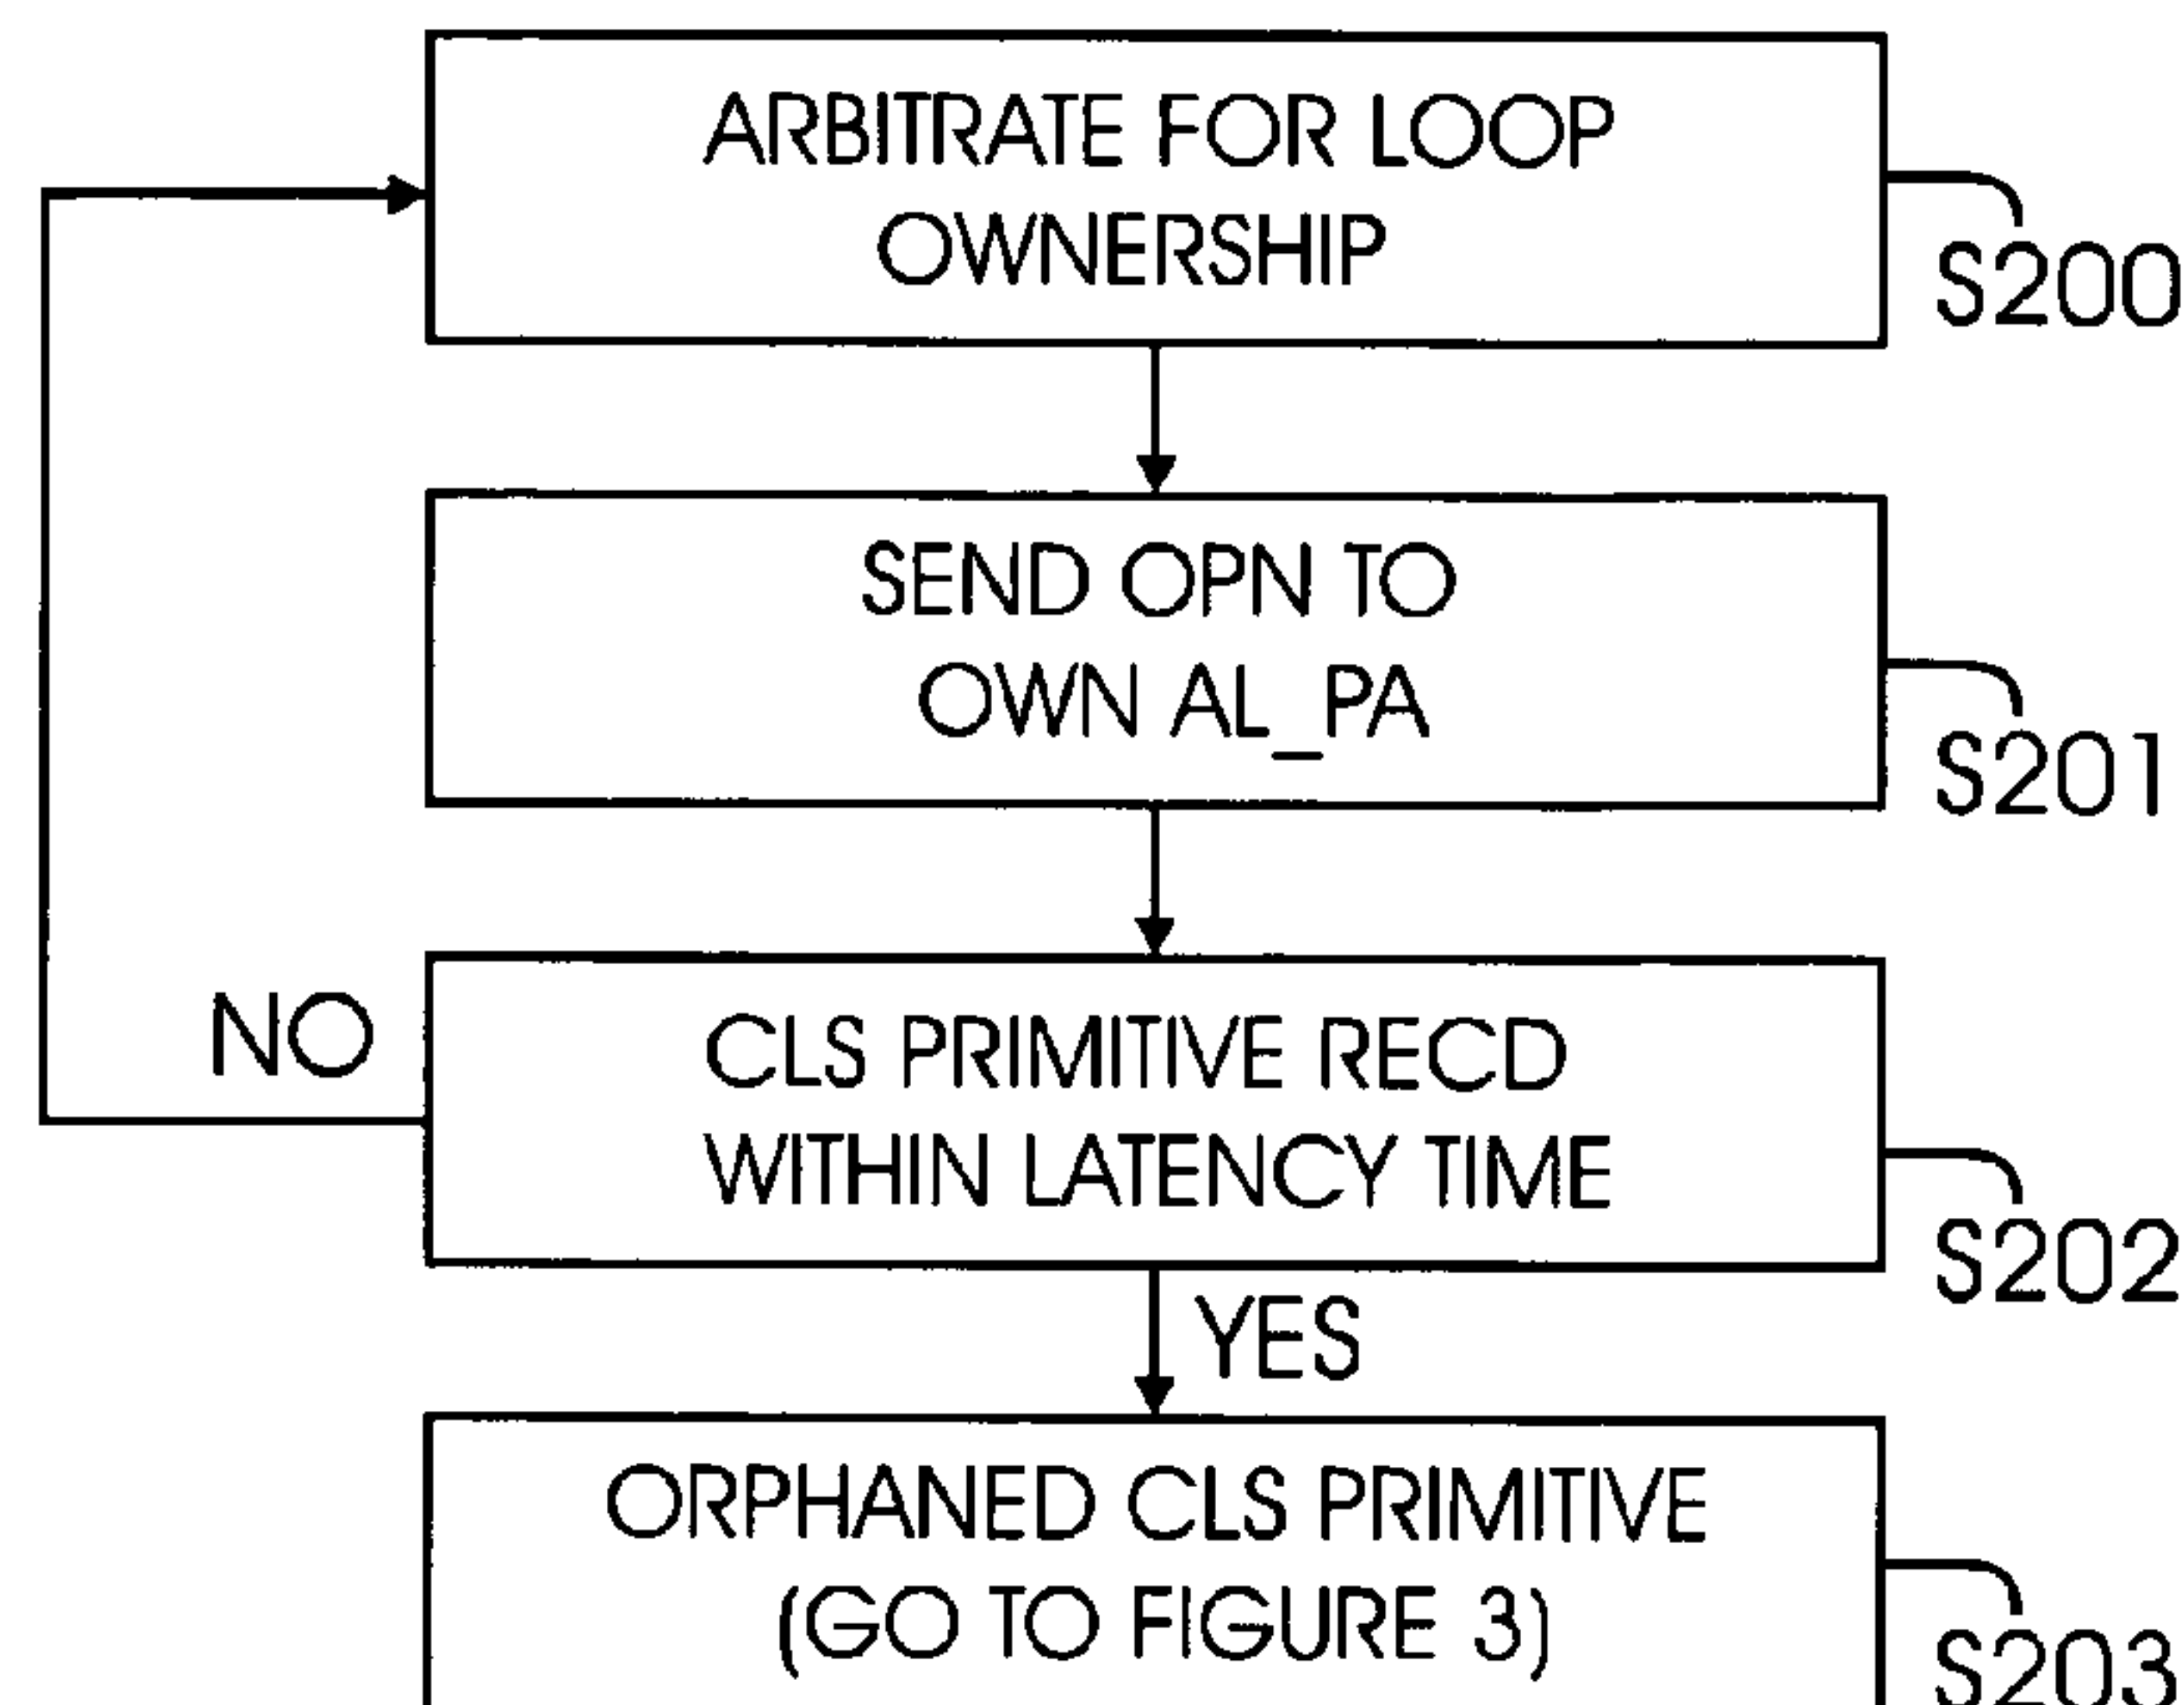 ARBITRATE FOR LOOP
OWNERSHIP
S200
SEND OPN TO
OWN AL_PA
S201
NO
CLS PRIMITIVE RECD
WITHIN LATENCY TIME
S202
YES
ORPHANED CLS PRIMITIVE
(GO TO FIGURE 3)
S203